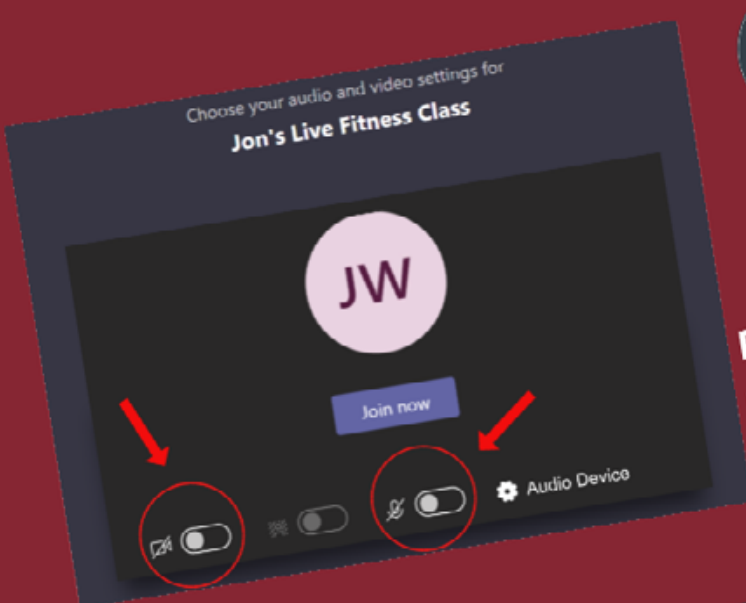 Choose your audio and video settings for
Jon's Live Fitness Class
JW
Join now
Audio Device